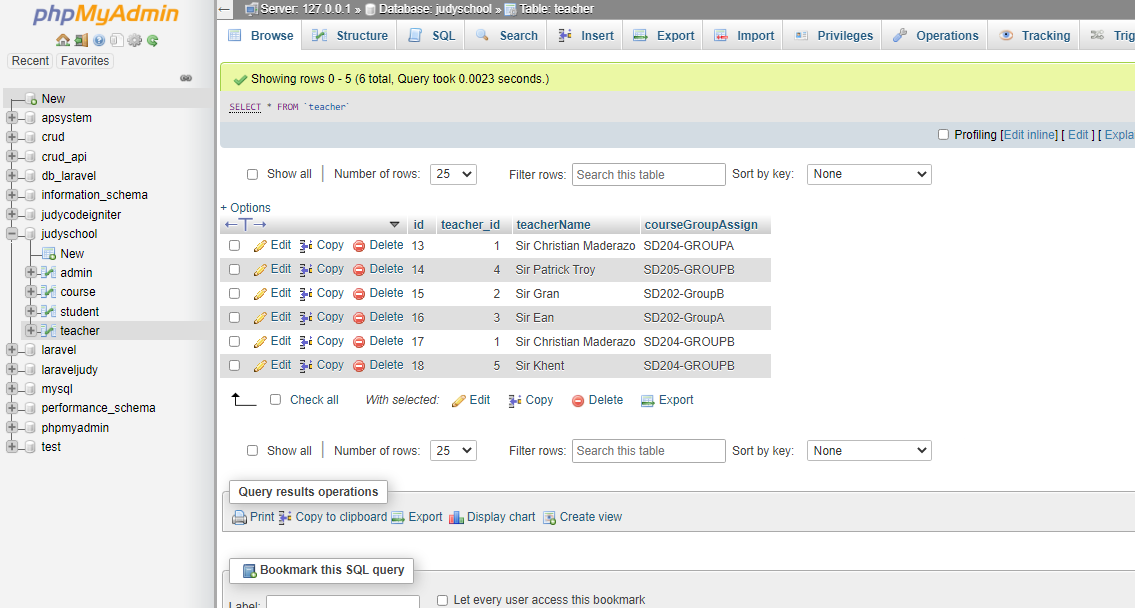 phpMyAdmin
Recent Favorites
New
apsystem
crud
crud_api
db_laravel
information_schema
judycodeigniter
judyschool
New
admin
course
student
teacher
laravel
laraveljudy
mysql
performance_schema
phpmyadmin
test
Server: 127.0.0.1 » Database: judyschool » Table: teacher
Browse Structure SQL Search Insert Export Import Privileges Operations Tracking Trig
Showing rows 0 - 5 (6 total, Query took 0.0023 seconds.)
SELECT * FROM `teacher`
Profiling [Edit inline] [ Edit ] [ Expla
Show all Number of rows: 25 Filter rows: Search this table Sort by key: None
+ Options
id teacher_id teacherName courseGroupAssign
Edit Copy Delete 13 1 Sir Christian Maderazo SD204-GROUPA
Edit Copy Delete 14 4 Sir Patrick Troy SD205-GROUPB
Edit Copy Delete 15 2 Sir Gran SD202-GroupB
Edit Copy Delete 16 3 Sir Ean SD202-GroupA
Edit Copy Delete 17 1 Sir Christian Maderazo SD204-GROUPB
Edit Copy Delete 18 5 Sir Khent SD204-GROUPB
Check all With selected: Edit Copy Delete Export
Show all Number of rows: 25 Filter rows: Search this table Sort by key: None
Query results operations
Print Copy to clipboard Export Display chart Create view
Bookmark this SQL query
Label: Let every user access this bookmark